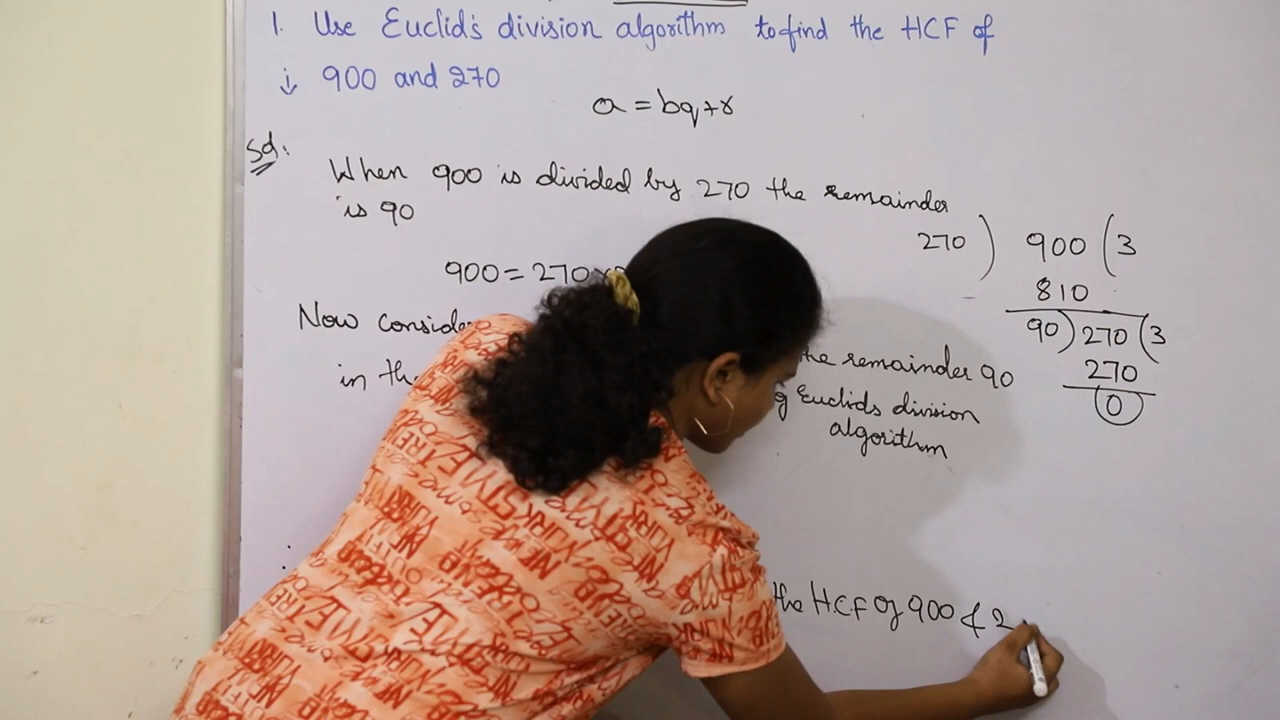 1. Use Euclid's division algorithm to find the HCF of
i, 900 and 270
a = bq+r
Sol:
When 900 is divided by 270 the remainder
is 90
270 ) 900 ( 3
810
90 ) 270 ( 3
270
0
900 = 270 ×
Now conside
the remainder 90
in th
Euclids division
algorithm
the HCF of 900 & 2